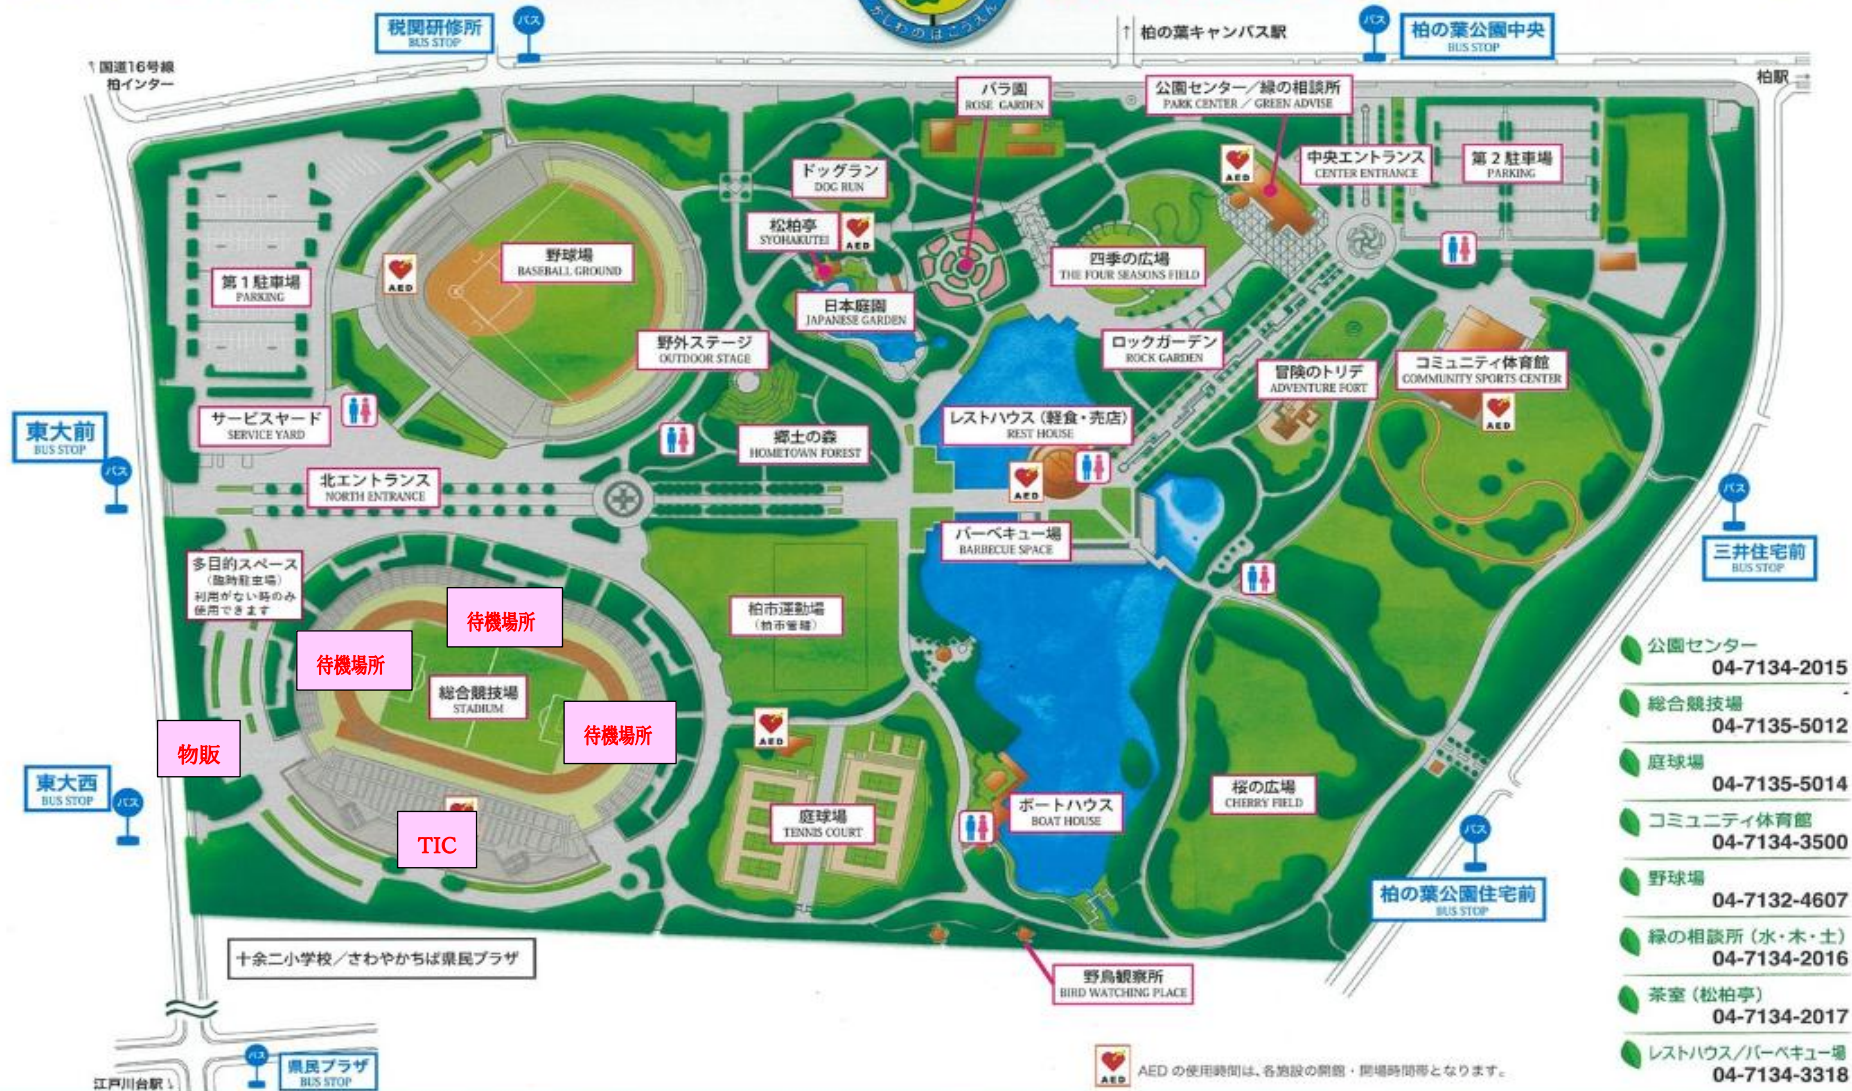 かしわのはこうえん
税関研修所
BUS STOP
バス
↑ 柏の葉キャンパス駅
バス
柏の葉公園中央
BUS STOP
国道16号線
柏インター
柏駅
バラ園
ROSE GARDEN
公園センター/緑の相談所
PARK CENTER / GREEN ADVISE
中央エントランス
CENTER ENTRANCE
第2駐車場
PARKING
ドッグラン
DOG RUN
AED
松柏亭
SYOHAKUTEI
AED
野球場
BASEBALL GROUND
AED
第1駐車場
PARKING
四季の広場
THE FOUR SEASONS FIELD
日本庭園
JAPANESE GARDEN
野外ステージ
OUTDOOR STAGE
ロックガーデン
ROCK GARDEN
冒険のトリデ
ADVENTURE FORT
コミュニティ体育館
COMMUNITY SPORTS CENTER
AED
サービスヤード
SERVICE YARD
東大前
BUS STOP
バス
レストハウス(軽食・売店)
REST HOUSE
AED
郷土の森
HOMETOWN FOREST
北エントランス
NORTH ENTRANCE
バス
三井住宅前
BUS STOP
バーベキュー場
BARBECUE SPACE
多目的スペース
(臨時駐車場)
利用がない時のみ
使用できます
柏市運動場
(柏市管轄)
待機場所
待機場所
総合競技場
STADIUM
待機場所
物販
AED
東大西
BUS STOP
バス
TIC
庭球場
TENNIS COURT
ボートハウス
BOAT HOUSE
桜の広場
CHERRY FIELD
バス
柏の葉公園住宅前
BUS STOP
十余二小学校/さわやかちば県民プラザ
野鳥観察所
BIRD WATCHING PLACE
バス
県民プラザ
BUS STOP
江戸川台駅↓
AED
AED の使用時間は、各施設の開館・開場時間帯となります。
公園センター
04-7134-2015
総合競技場
04-7135-5012
庭球場
04-7135-5014
コミュニティ体育館
04-7134-3500
野球場
04-7132-4607
緑の相談所(水・木・土)
04-7134-2016
茶室(松柏亭)
04-7134-2017
レストハウス/バーベキュー場
04-7134-3318